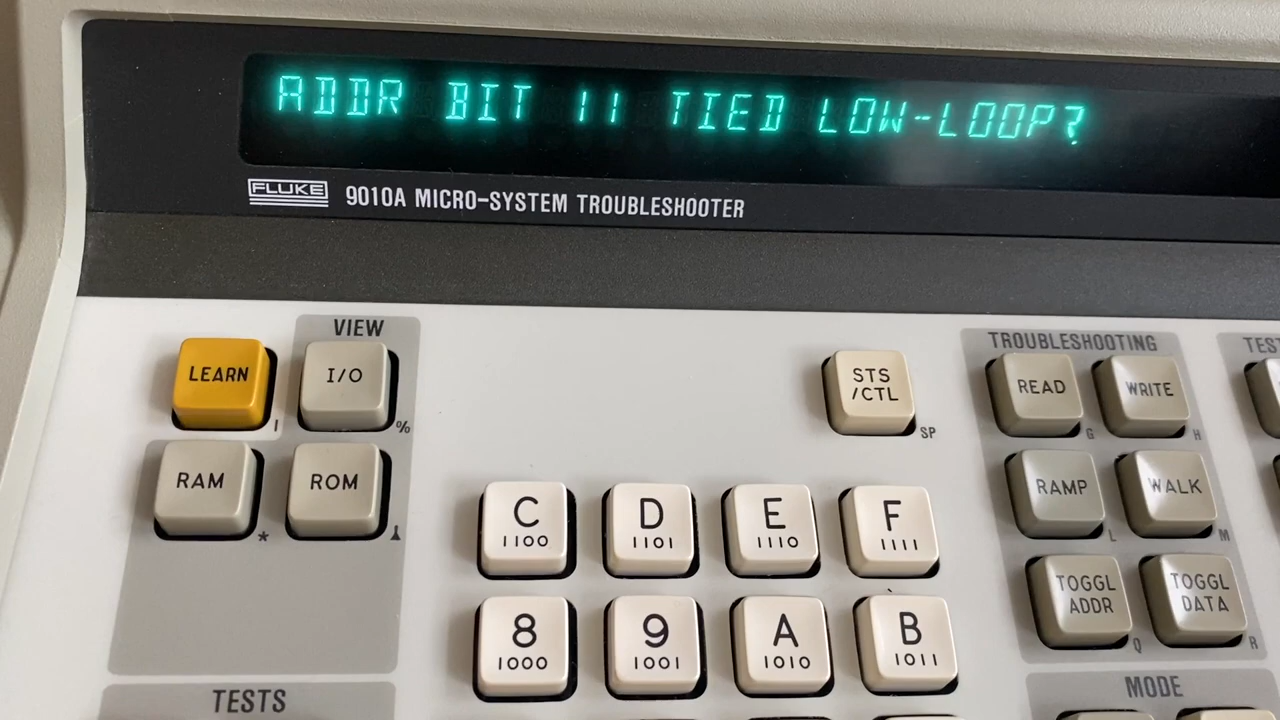 ADDR BIT 11 TIED LOW-LOOP?
FLUKE 9010A MICRO-SYSTEM TROUBLESHOOTER
VIEW
TROUBLESHOOTING
TEST
LEARN
I
I/O
%
STS
/CTL
SP
READ
G
WRITE
H
RAM
*
ROM
RAMP
L
WALK
M
C
1100
D
1101
E
1110
F
1111
TOGGL
ADDR
Q
TOGGL
DATA
R
8
1000
9
1001
A
1010
B
1011
TESTS
MODE